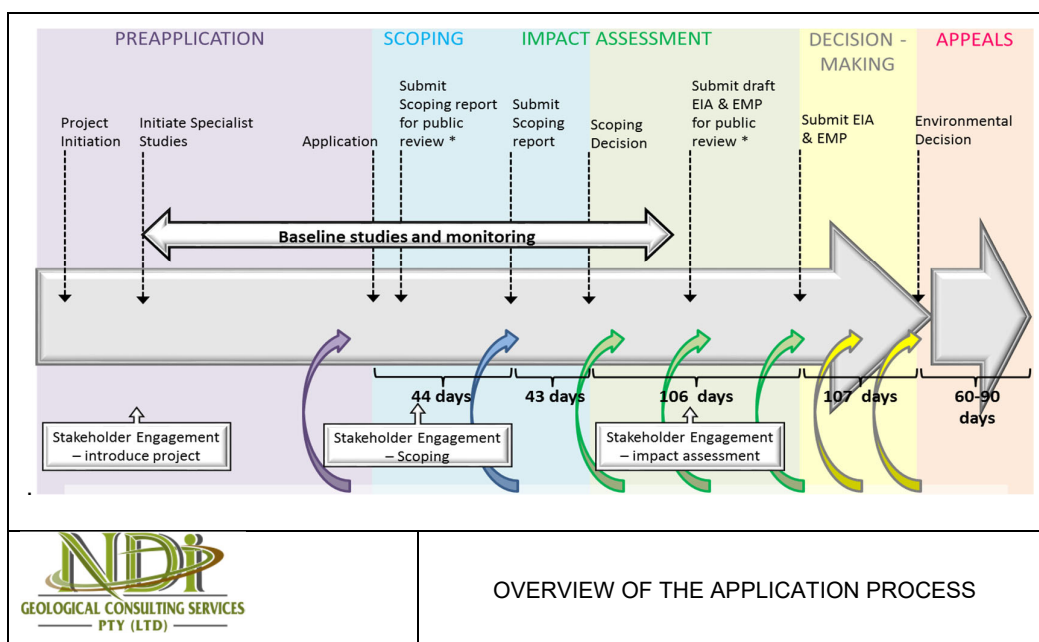 PREAPPLICATION
SCOPING
IMPACT ASSESSMENT
DECISION -
MAKING
APPEALS
Project
Initiation
Initiate Specialist
Studies
Application
Submit
Scoping report
for public
review *
Submit
Scoping
report
Scoping
Decision
Submit draft
EIA & EMP
for public
review *
Submit EIA
& EMP
Environmental
Decision
Baseline studies and monitoring
44 days
43 days
106 days
107 days
60-90
days
Stakeholder Engagement
– introduce project
Stakeholder Engagement
– Scoping
Stakeholder Engagement
– impact assessment
.
NDi
GEOLOGICAL CONSULTING SERVICES
PTY (LTD)
OVERVIEW OF THE APPLICATION PROCESS